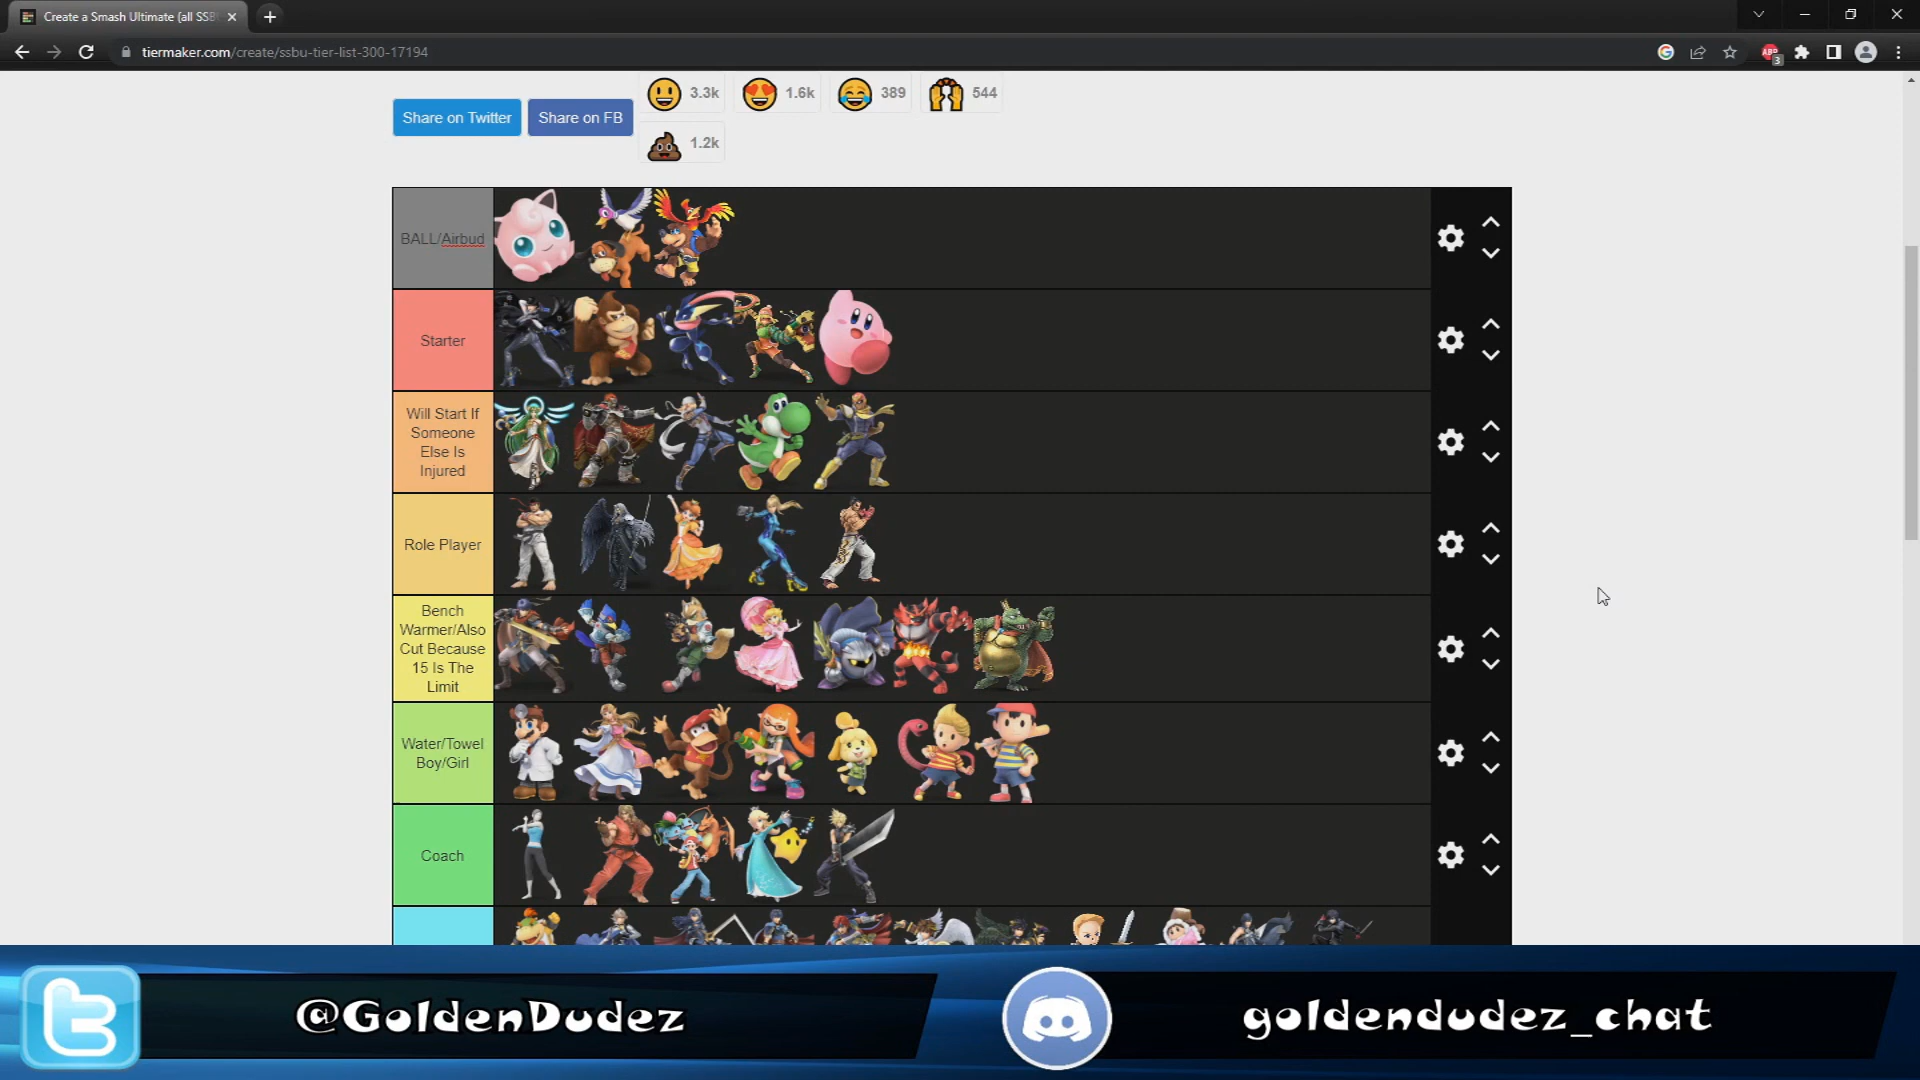 Create a Smash Ultimate (all SSB
tiermaker.com/create/ssbu-tier-list-300-17194
ABP
3
3.3k
1.6k
389
544
Share on Twitter
Share on FB
1.2k
BALL/Airbud
Starter
Will Start If
Someone
Else Is
Injured
Role Player
Bench
Warmer/Also
Cut Because
15 Is The
Limit
Water/Towel
Boy/Girl
Coach
@GoldenDudez
goldendudez_chat